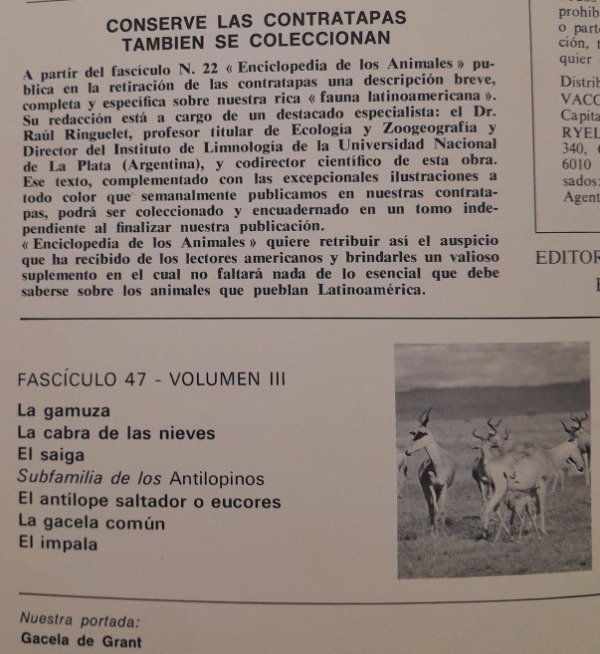 CONSERVE LAS CONTRATAPAS
TAMBIEN SE COLECCIONAN
A partir del fascículo N. 22 « Enciclopedia de los Animales » pu-
blica en la retiración de las contratapas una descripción breve,
completa y específica sobre nuestra rica « fauna latinoamericana ».
Su redacción está a cargo de un destacado especialista: el Dr.
Raúl Ringuelet, profesor titular de Ecología y Zoogeografía y
Director del Instituto de Limnología de la Universidad Nacional
de La Plata (Argentina), y codirector científico de esta obra.
Ese texto, complementado con las excepcionales ilustraciones a
todo color que semanalmente publicamos en nuestras contrata-
pas, podrá ser coleccionado y encuadernado en un tomo inde-
pendiente al finalizar nuestra publicación.
« Enciclopedia de los Animales » quiere retribuir así el auspicio
que ha recibido de los lectores americanos y brindarles un valioso
suplemento en el cual no faltará nada de lo esencial que debe
saberse sobre los animales que pueblan Latinoamérica.
prohib
o parte
ción, t
quier
Distrib
VACC
Capita
RYEL
340,
6010
sados:
Agent
EDITOR
FASCÍCULO 47 - VOLUMEN III
La gamuza
La cabra de las nieves
El saiga
Subfamilia de los Antilopinos
El antílope saltador o eucores
La gacela común
El impala
Nuestra portada:
Gacela de Grant